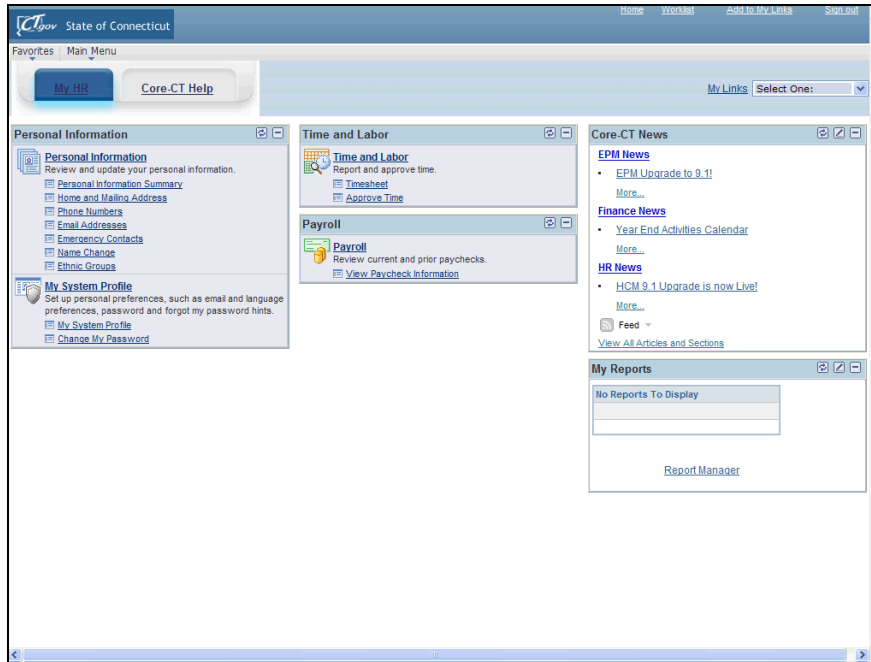 Home Worklist Add to My Links Sign out
CT.gov State of Connecticut
Favorites Main Menu
My HR Core-CT Help
My Links Select One:
Personal Information
Personal Information
Review and update your personal information.
Personal Information Summary
Home and Mailing Address
Phone Numbers
Email Addresses
Emergency Contacts
Name Change
Ethnic Groups
My System Profile
Set up personal preferences, such as email and language
preferences, password and forgot my password hints.
My System Profile
Change My Password
Time and Labor
Time and Labor
Report and approve time.
Timesheet
Approve Time
Payroll
Payroll
Review current and prior paychecks.
View Paycheck Information
Core-CT News
EPM News
EPM Upgrade to 9.1!
More...
Finance News
Year End Activities Calendar
More...
HR News
HCM 9.1 Upgrade is now Live!
More...
Feed
View All Articles and Sections
My Reports
No Reports To Display
Report Manager